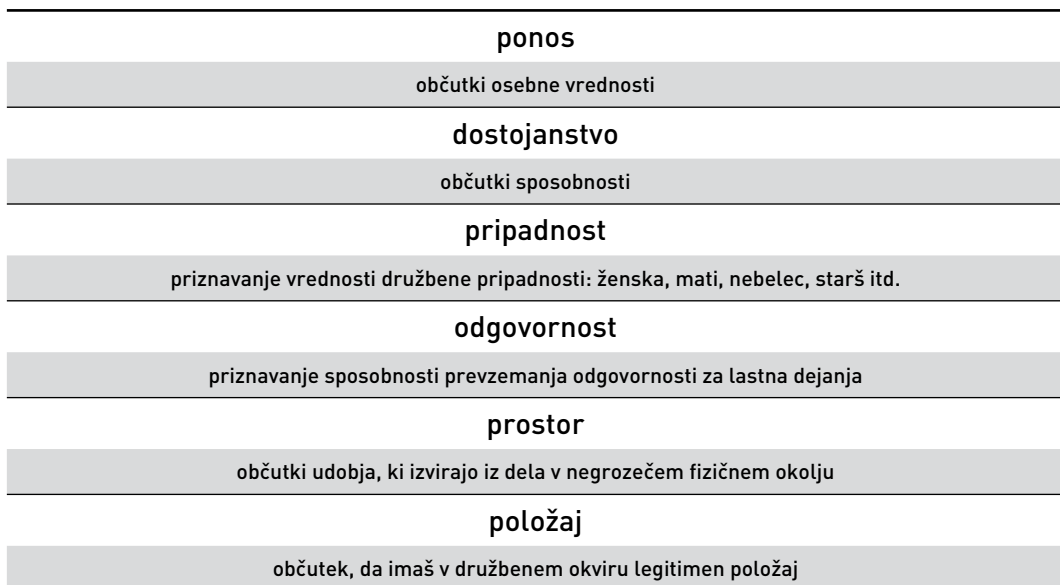 ponos
občutki osebne vrednosti
dostojanstvo
občutki sposobnosti
pripadnost
priznavanje vrednosti družbene pripadnosti: ženska, mati, nebelec, starš itd.
odgovornost
priznavanje sposobnosti prevzemanja odgovornosti za lastna dejanja
prostor
občutki udobja, ki izvirajo iz dela v negrozečem fizičnem okolju
položaj
občutek, da imaš v družbenem okviru legitimen položaj